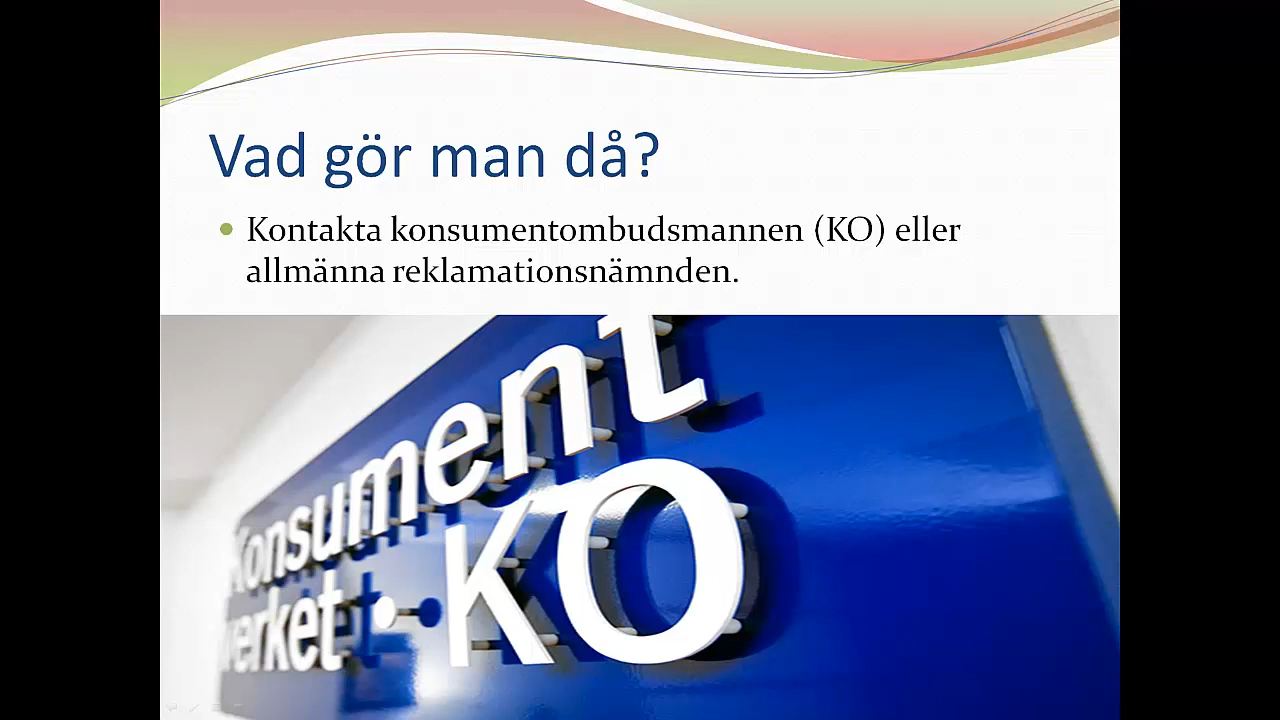 Vad gör man då?
Kontakta konsumentombudsmannen (KO) eller
allmänna reklamationsnämnden.
Konsument
verket • KO